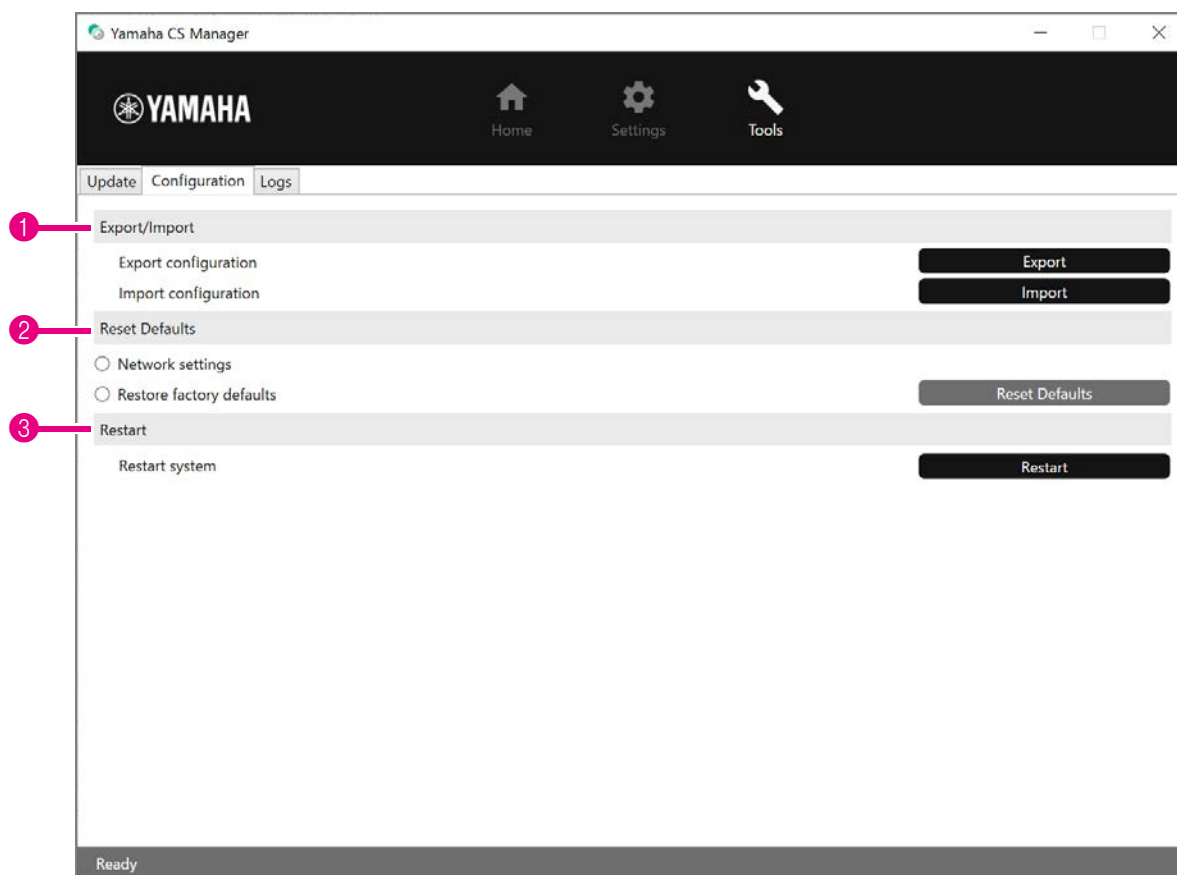 Yamaha CS Manager
YAMAHA
Home Settings Tools
Update Configuration Logs
1 Export/Import
Export configuration Export
Import configuration Import
2 Reset Defaults
Network settings
Restore factory defaults Reset Defaults
3 Restart
Restart system Restart
Ready